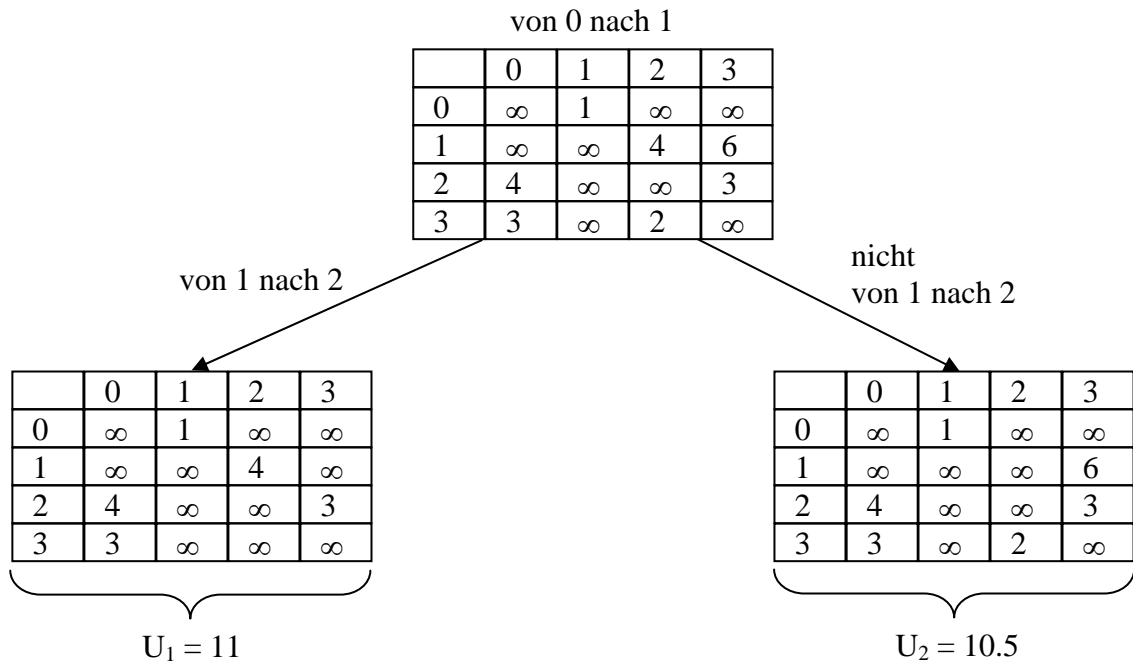 von 0 nach 1
0 1 2 3
0 ∞ 1 ∞ ∞
1 ∞ ∞ 4 6
2 4 ∞ ∞ 3
3 3 ∞ 2 ∞
von 1 nach 2
nicht
von 1 nach 2
0 1 2 3
0 ∞ 1 ∞ ∞
1 ∞ ∞ 4 ∞
2 4 ∞ ∞ 3
3 3 ∞ ∞ ∞
U₁ = 11
0 1 2 3
0 ∞ 1 ∞ ∞
1 ∞ ∞ ∞ 6
2 4 ∞ ∞ 3
3 3 ∞ 2 ∞
U₂ = 10.5